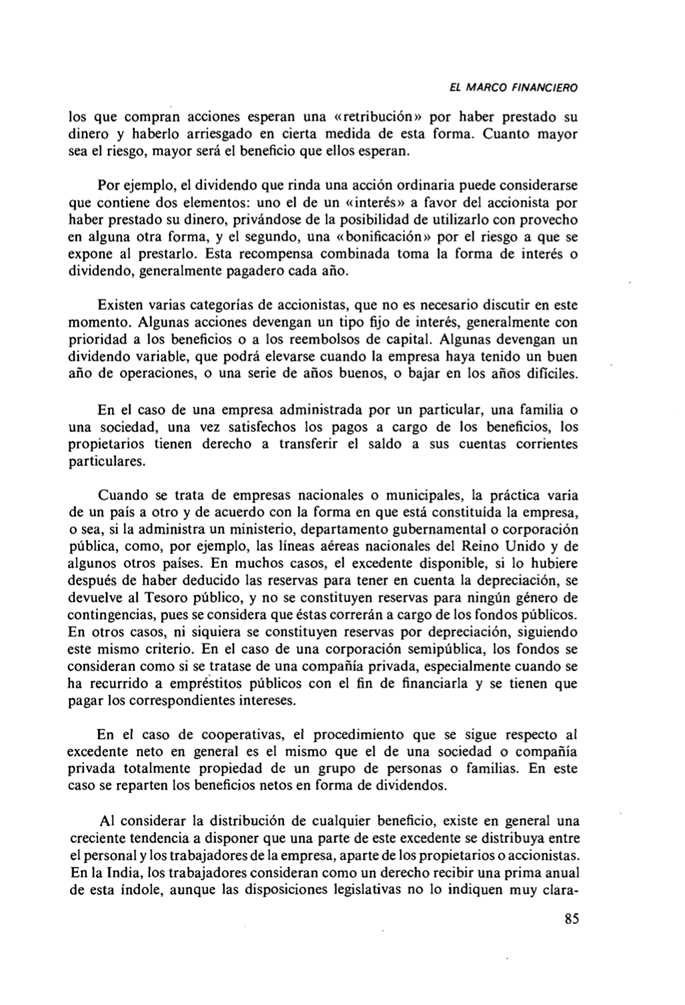 EL MARCO FINANCIERO
los que compran acciones esperan una «retribución» por haber prestado su
dinero y haberlo arriesgado en cierta medida de esta forma. Cuanto mayor
sea el riesgo, mayor será el beneficio que ellos esperan.
Por ejemplo, el dividendo que rinda una acción ordinaria puede considerarse
que contiene dos elementos: uno el de un «interés» a favor del accionista por
haber prestado su dinero, privándose de la posibilidad de utilizarlo con provecho
en alguna otra forma, y el segundo, una «bonificación» por el riesgo a que se
expone al prestarlo. Esta recompensa combinada toma la forma de interés o
dividendo, generalmente pagadero cada año.
Existen varias categorías de accionistas, que no es necesario discutir en este
momento. Algunas acciones devengan un tipo fijo de interés, generalmente con
prioridad a los beneficios o a los reembolsos de capital. Algunas devengan un
dividendo variable, que podrá elevarse cuando la empresa haya tenido un buen
año de operaciones, o una serie de años buenos, o bajar en los años difíciles.
En el caso de una empresa administrada por un particular, una familia o
una sociedad, una vez satisfechos los pagos a cargo de los beneficios, los
propietarios tienen derecho a transferir el saldo a sus cuentas corrientes
particulares.
Cuando se trata de empresas nacionales o municipales, la práctica varía
de un país a otro y de acuerdo con la forma en que está constituída la empresa,
o sea, si la administra un ministerio, departamento gubernamental o corporación
pública, como, por ejemplo, las líneas aéreas nacionales del Reino Unido y de
algunos otros países. En muchos casos, el excedente disponible, si lo hubiere
después de haber deducido las reservas para tener en cuenta la depreciación, se
devuelve al Tesoro público, y no se constituyen reservas para ningún género de
contingencias, pues se considera que éstas correrán a cargo de los fondos públicos.
En otros casos, ni siquiera se constituyen reservas por depreciación, siguiendo
este mismo criterio. En el caso de una corporación semipública, los fondos se
consideran como si se tratase de una compañía privada, especialmente cuando se
ha recurrido a empréstitos públicos con el fin de financiarla y se tienen que
pagar los correspondientes intereses.
En el caso de cooperativas, el procedimiento que se sigue respecto al
excedente neto en general es el mismo que el de una sociedad o compañía
privada totalmente propiedad de un grupo de personas o familias. En este
caso se reparten los beneficios netos en forma de dividendos.
Al considerar la distribución de cualquier beneficio, existe en general una
creciente tendencia a disponer que una parte de este excedente se distribuya entre
el personal y los trabajadores de la empresa, aparte de los propietarios o accionistas.
En la India, los trabajadores consideran como un derecho recibir una prima anual
de esta índole, aunque las disposiciones legislativas no lo indiquen muy clara-
85